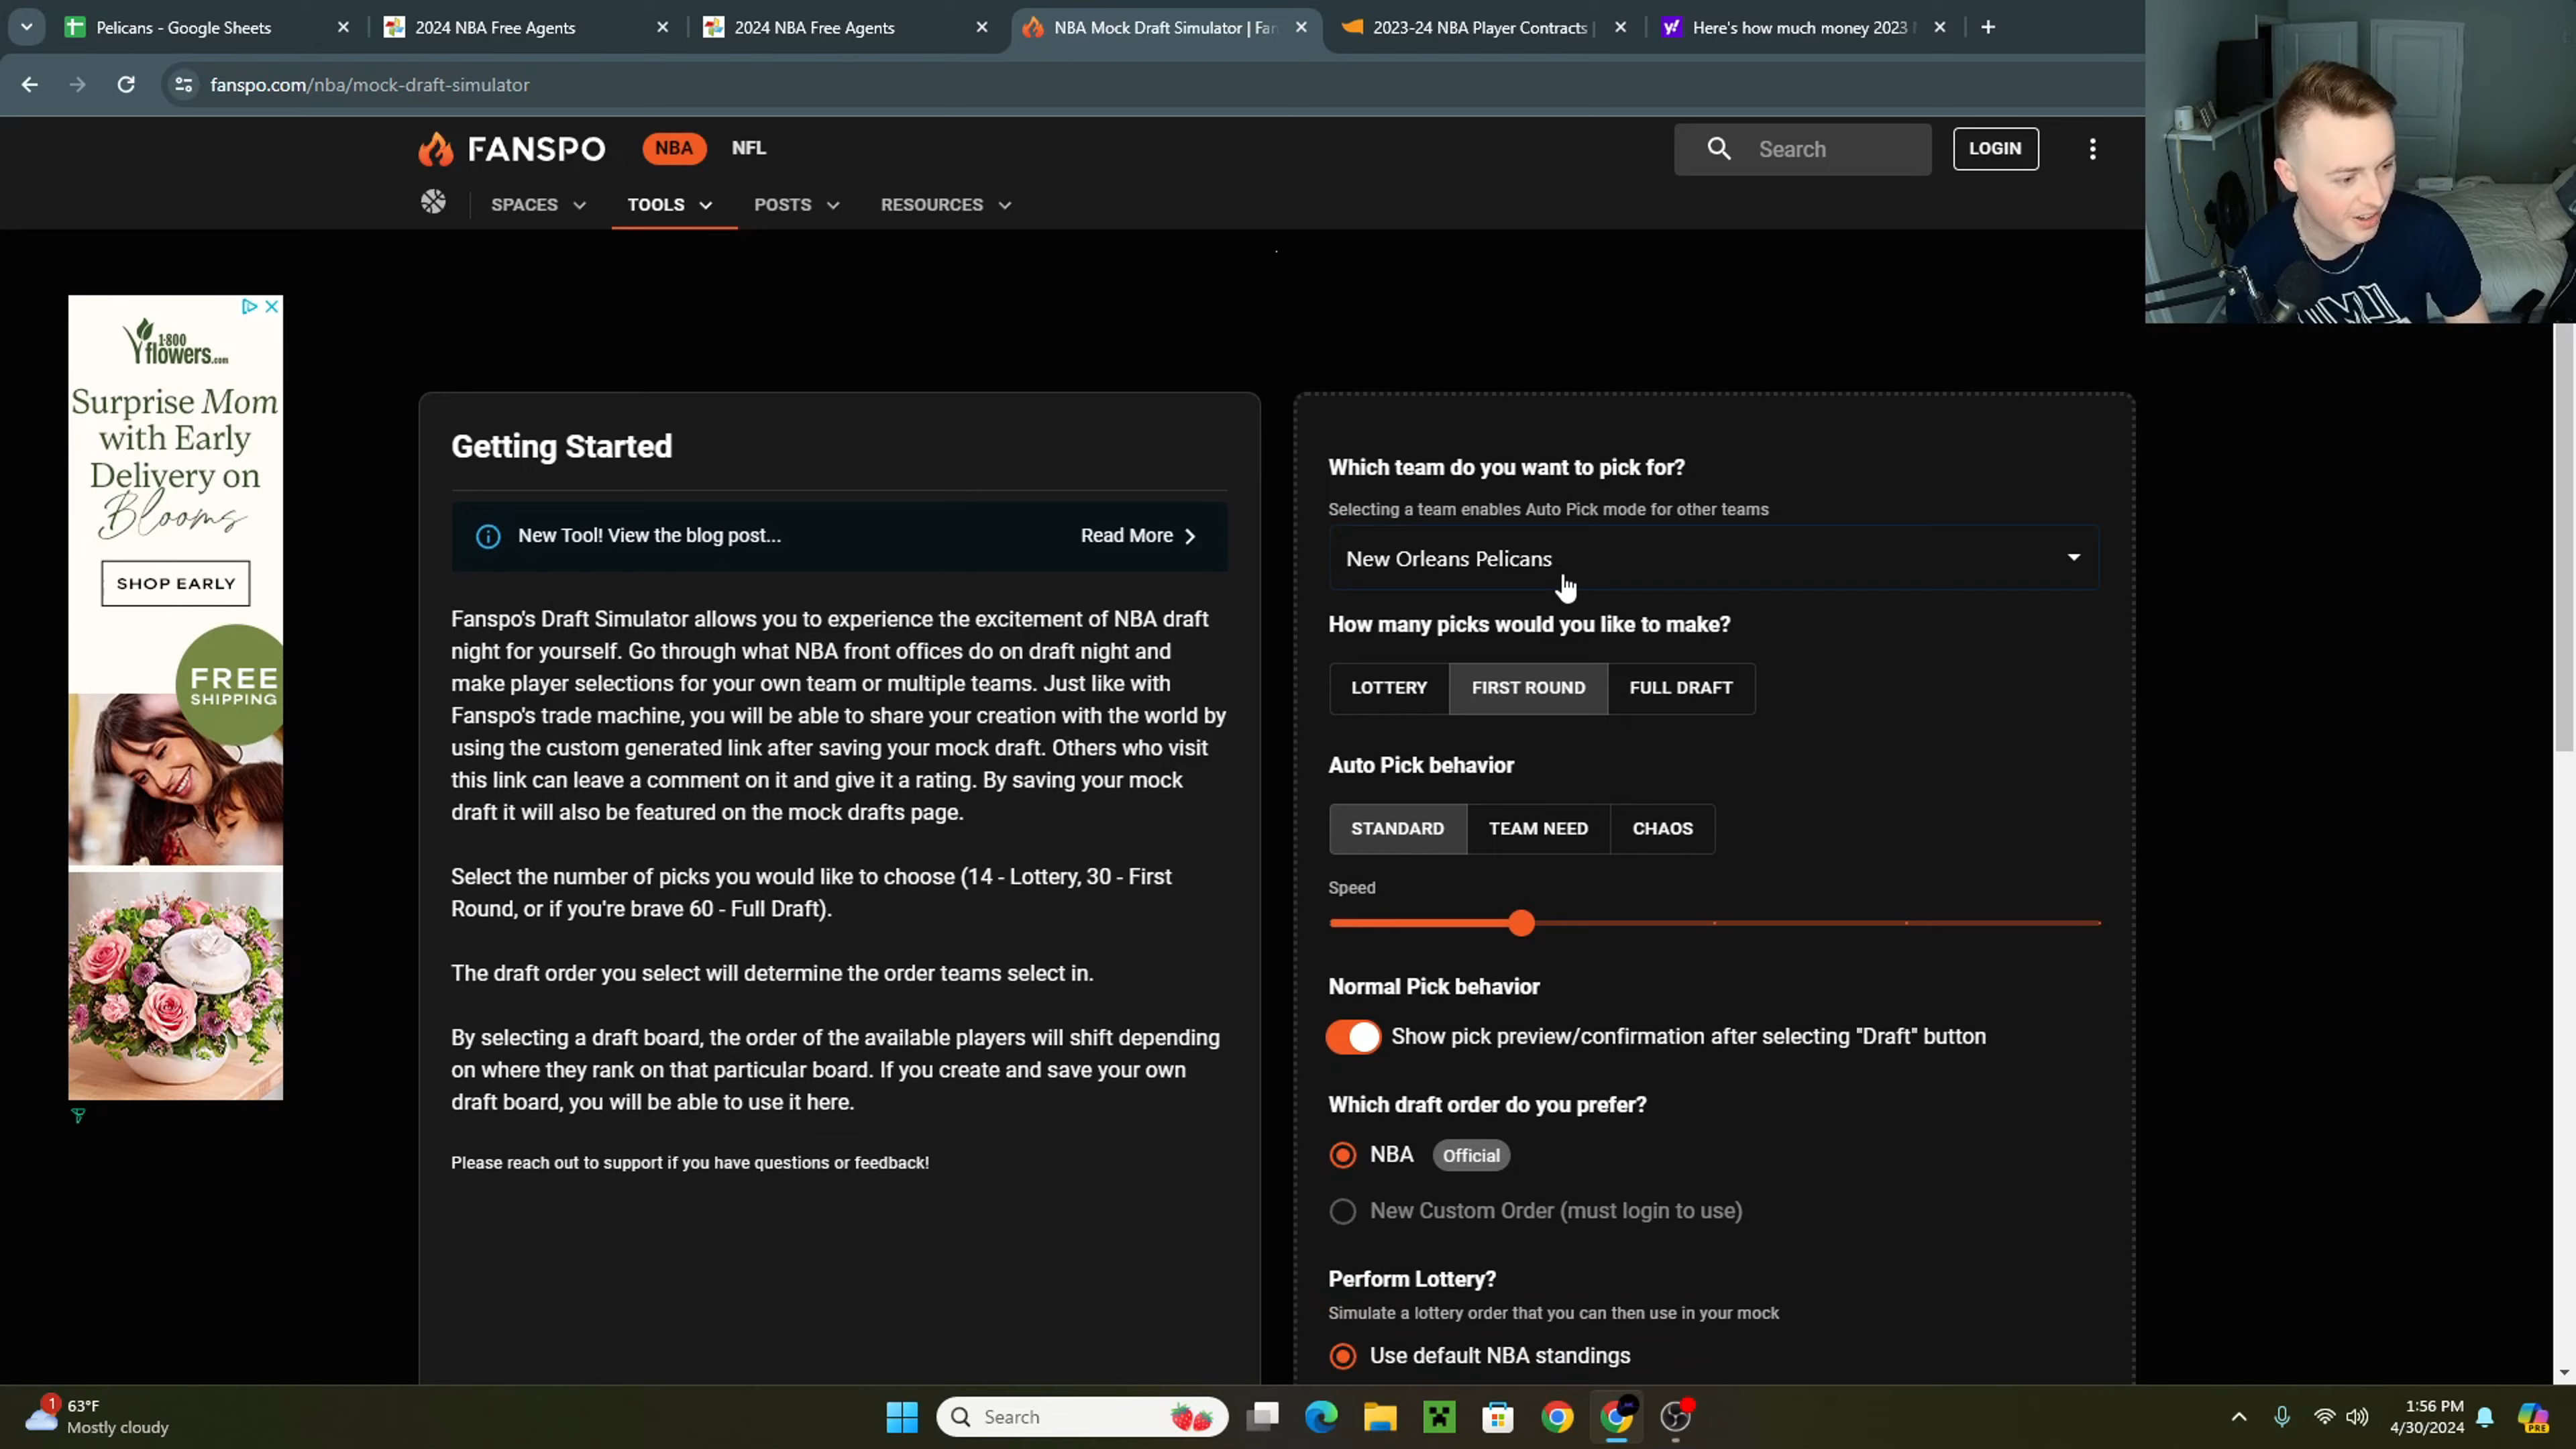 Pelicans - Google Sheets
2024 NBA Free Agents
2024 NBA Free Agents
NBA Mock Draft Simulator | Fan
2023-24 NBA Player Contracts |
Here's how much money 2023
fanspo.com/nba/mock-draft-simulator
FANSPO
NBA
NFL
Search
LOGIN
SPACES
TOOLS
POSTS
RESOURCES
1-800
flowers.com
Surprise Mom
with Early
Delivery on
Blooms
SHOP EARLY
FREE
SHIPPING
Getting Started
New Tool! View the blog post...
Read More
Fanspo's Draft Simulator allows you to experience the excitement of NBA draft
night for yourself. Go through what NBA front offices do on draft night and
make player selections for your own team or multiple teams. Just like with
Fanspo's trade machine, you will be able to share your creation with the world by
using the custom generated link after saving your mock draft. Others who visit
this link can leave a comment on it and give it a rating. By saving your mock
draft it will also be featured on the mock drafts page.
Select the number of picks you would like to choose (14 - Lottery, 30 - First
Round, or if you're brave 60 - Full Draft).
The draft order you select will determine the order teams select in.
By selecting a draft board, the order of the available players will shift depending
on where they rank on that particular board. If you create and save your own
draft board, you will be able to use it here.
Please reach out to support if you have questions or feedback!
Which team do you want to pick for?
Selecting a team enables Auto Pick mode for other teams
New Orleans Pelicans
How many picks would you like to make?
LOTTERY
FIRST ROUND
FULL DRAFT
Auto Pick behavior
STANDARD
TEAM NEED
CHAOS
Speed
Normal Pick behavior
Show pick preview/confirmation after selecting "Draft" button
Which draft order do you prefer?
NBA
Official
New Custom Order (must login to use)
Perform Lottery?
Simulate a lottery order that you can then use in your mock
Use default NBA standings
1
63°F
Mostly cloudy
Search
1:56 PM
4/30/2024
PRE